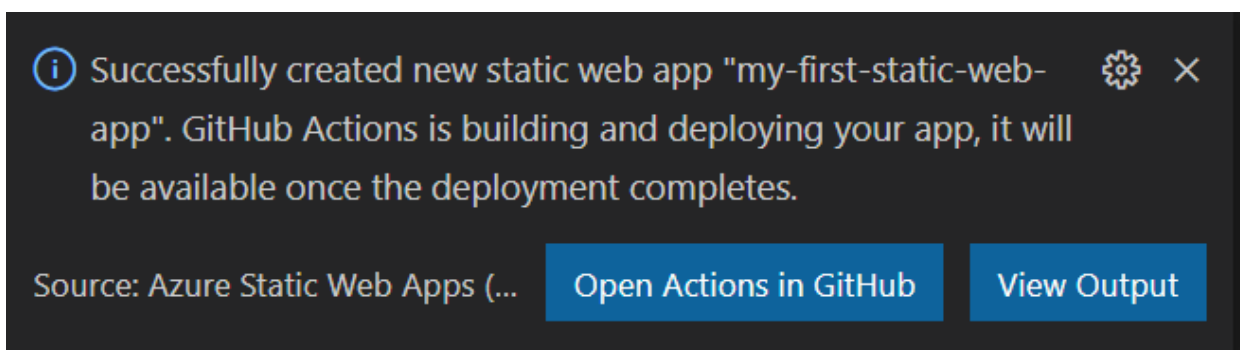 Successfully created new static web app "my-first-static-web-
app". GitHub Actions is building and deploying your app, it will
be available once the deployment completes.
Source: Azure Static Web Apps (...
Open Actions in GitHub
View Output